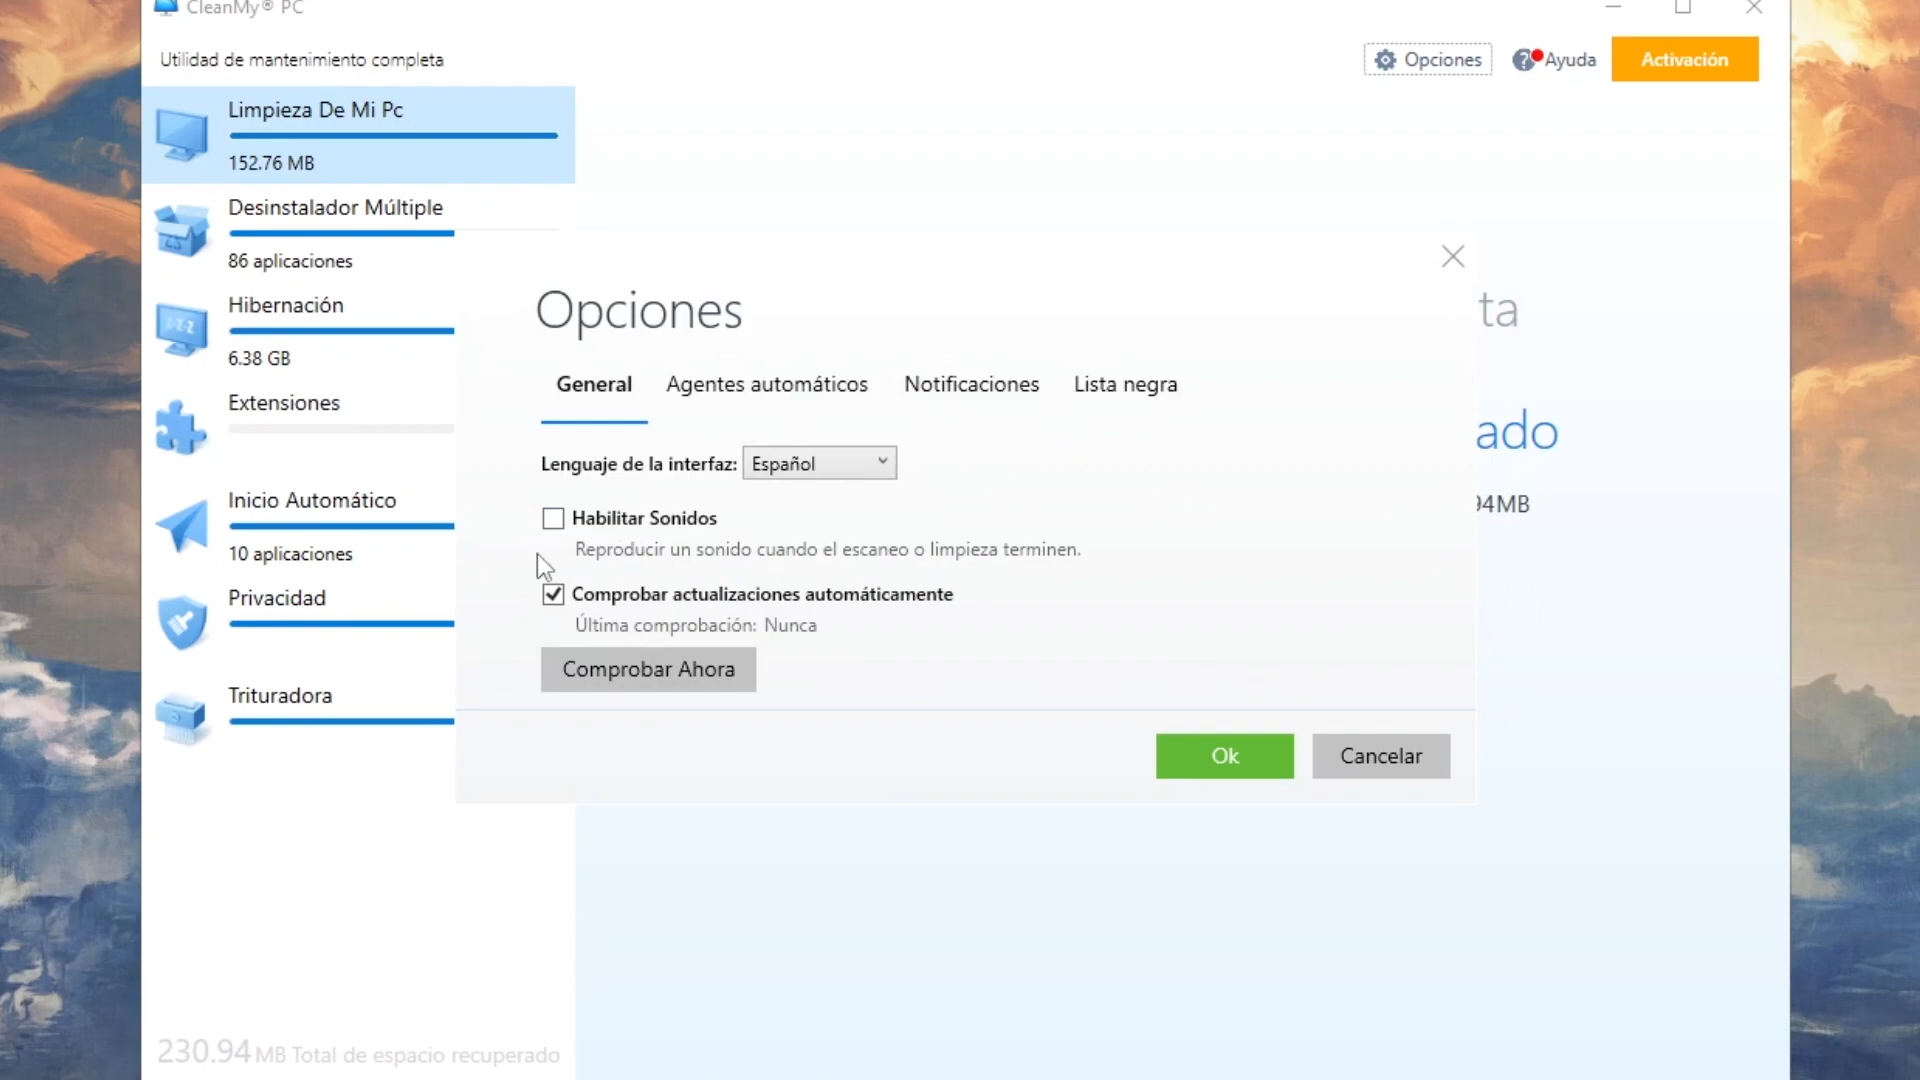 CleanMy® PC
Utilidad de mantenimiento completa
Opciones
Ayuda
Activación
Limpieza De Mi Pc
152.76 MB
Desinstalador Múltiple
86 aplicaciones
Hibernación
6.38 GB
Extensiones
Inicio Automático
10 aplicaciones
Privacidad
Trituradora
230.94 MB Total de espacio recuperado
ta
ado
94MB
Opciones
General
Agentes automáticos
Notificaciones
Lista negra
Lenguaje de la interfaz: Español
Habilitar Sonidos
Reproducir un sonido cuando el escaneo o limpieza terminen.
Comprobar actualizaciones automáticamente
Última comprobación: Nunca
Comprobar Ahora
Ok
Cancelar